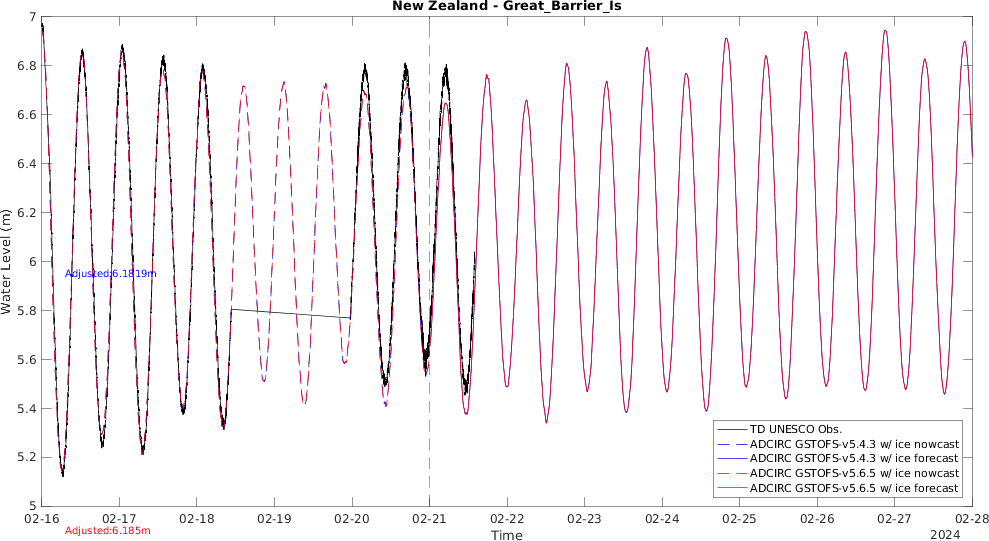 New Zealand - Great_Barrier_Is
Water Level (m)
7
6.8
6.6
6.4
6.2
6
5.8
5.6
5.4
5.2
5
Adjusted:6.1819m
Adjusted:6.185m
TD UNESCO Obs.
ADCIRC GSTOFS-v5.4.3 w/ ice nowcast
ADCIRC GSTOFS-v5.4.3 w/ ice forecast
ADCIRC GSTOFS-v5.6.5 w/ ice nowcast
ADCIRC GSTOFS-v5.6.5 w/ ice forecast
02-16 02-17 02-18 02-19 02-20 02-21 02-22 02-23 02-24 02-25 02-26 02-27 02-28
Time
2024